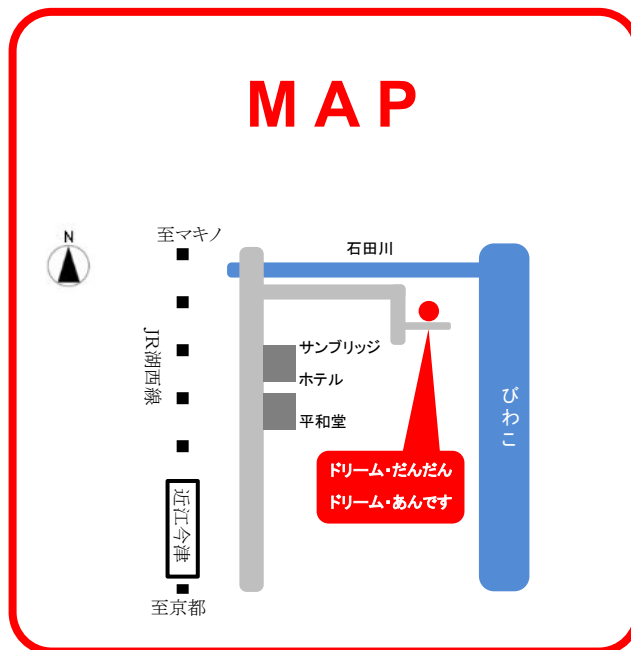 MAP
N
至マキノ
石田川
JR湖西線
サンブリッジ
ホテル
平和堂
びわこ
ドリーム・だんだん
ドリーム・あんです
近江今津
至京都